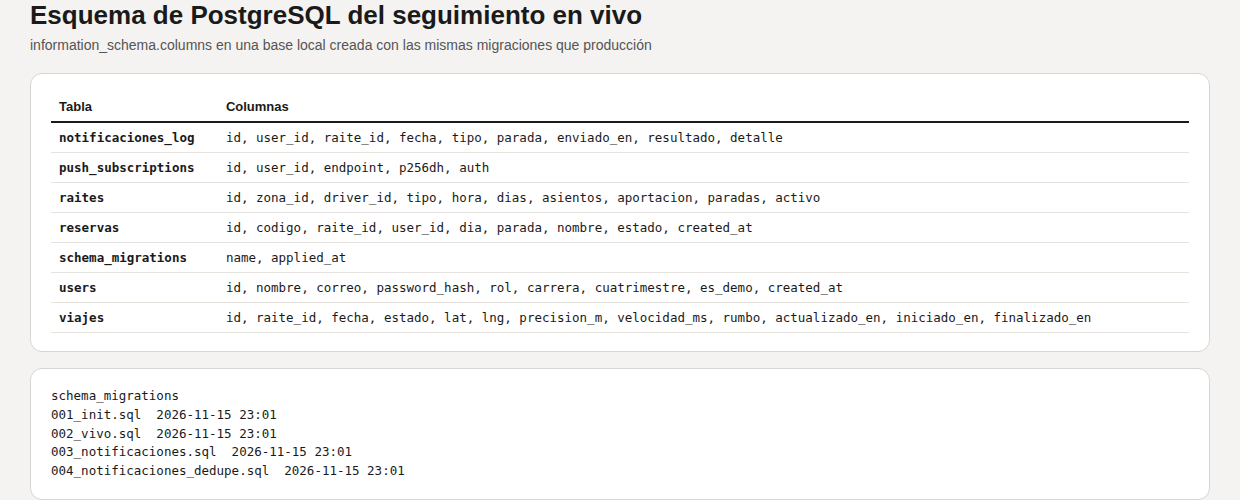 Esquema de PostgreSQL del seguimiento en vivo
information_schema.columns en una base local creada con las mismas migraciones que producción
Tabla Columnas
notificaciones_log id, user_id, raite_id, fecha, tipo, parada, enviado_en, resultado, detalle
push_subscriptions id, user_id, endpoint, p256dh, auth
raites id, zona_id, driver_id, tipo, hora, dias, asientos, aportacion, paradas, activo
reservas id, codigo, raite_id, user_id, dia, parada, nombre, estado, created_at
schema_migrations name, applied_at
users id, nombre, correo, password_hash, rol, carrera, cuatrimestre, es_demo, created_at
viajes id, raite_id, fecha, estado, lat, lng, precision_m, velocidad_ms, rumbo, actualizado_en, iniciado_en, finalizado_en
schema_migrations
001_init.sql 2026-11-15 23:01
002_vivo.sql 2026-11-15 23:01
003_notificaciones.sql 2026-11-15 23:01
004_notificaciones_dedupe.sql 2026-11-15 23:01